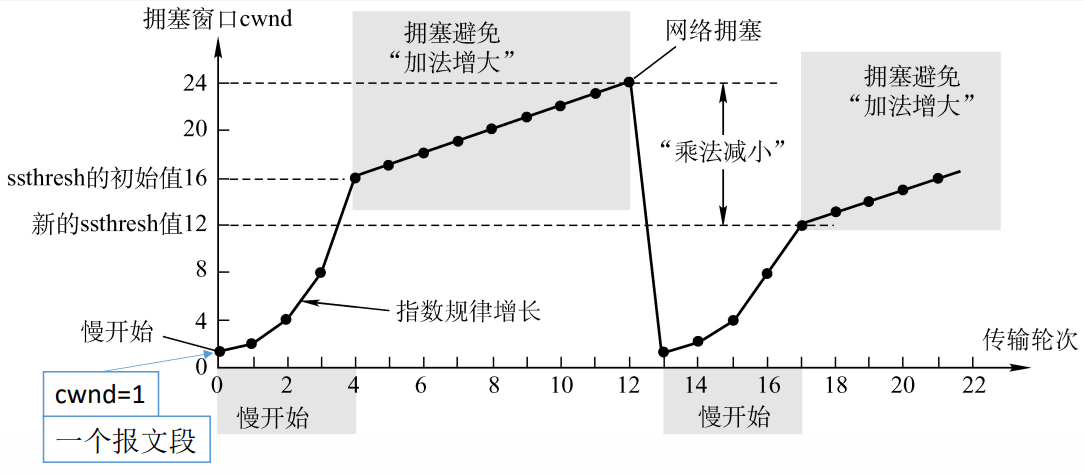 拥塞窗口cwnd
拥塞避免
“加法增大”
网络拥塞
拥塞避免
“加法增大”
24
20
“乘法减小”
ssthresh的初始值16
新的ssthresh值12
8
指数规律增长
4
慢开始
传输轮次
0
0 2 4 6 8 10 12 14 16 18 20 22
cwnd=1
慢开始
慢开始
一个报文段